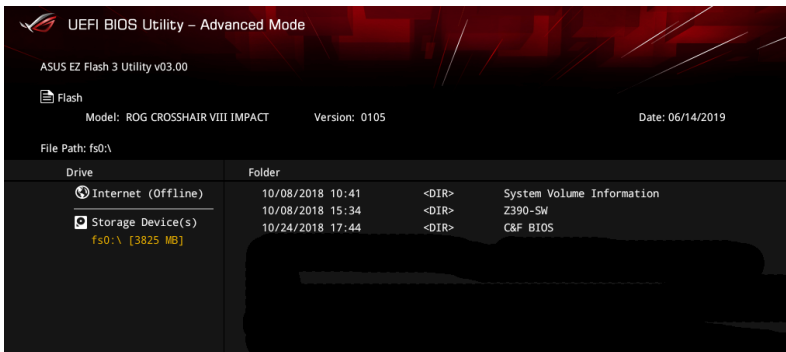 UEFI BIOS Utility – Advanced Mode
ASUS EZ Flash 3 Utility v03.00
Flash
Model: ROG CROSSHAIR VIII IMPACT Version: 0105 Date: 06/14/2019
File Path: fs0:\
Drive Folder
Internet (Offline) 10/08/2018 10:41 <DIR> System Volume Information
10/08/2018 15:34 <DIR> Z390-SW
Storage Device(s) 10/24/2018 17:44 <DIR> C&F BIOS
fs0:\ [3825 MB]